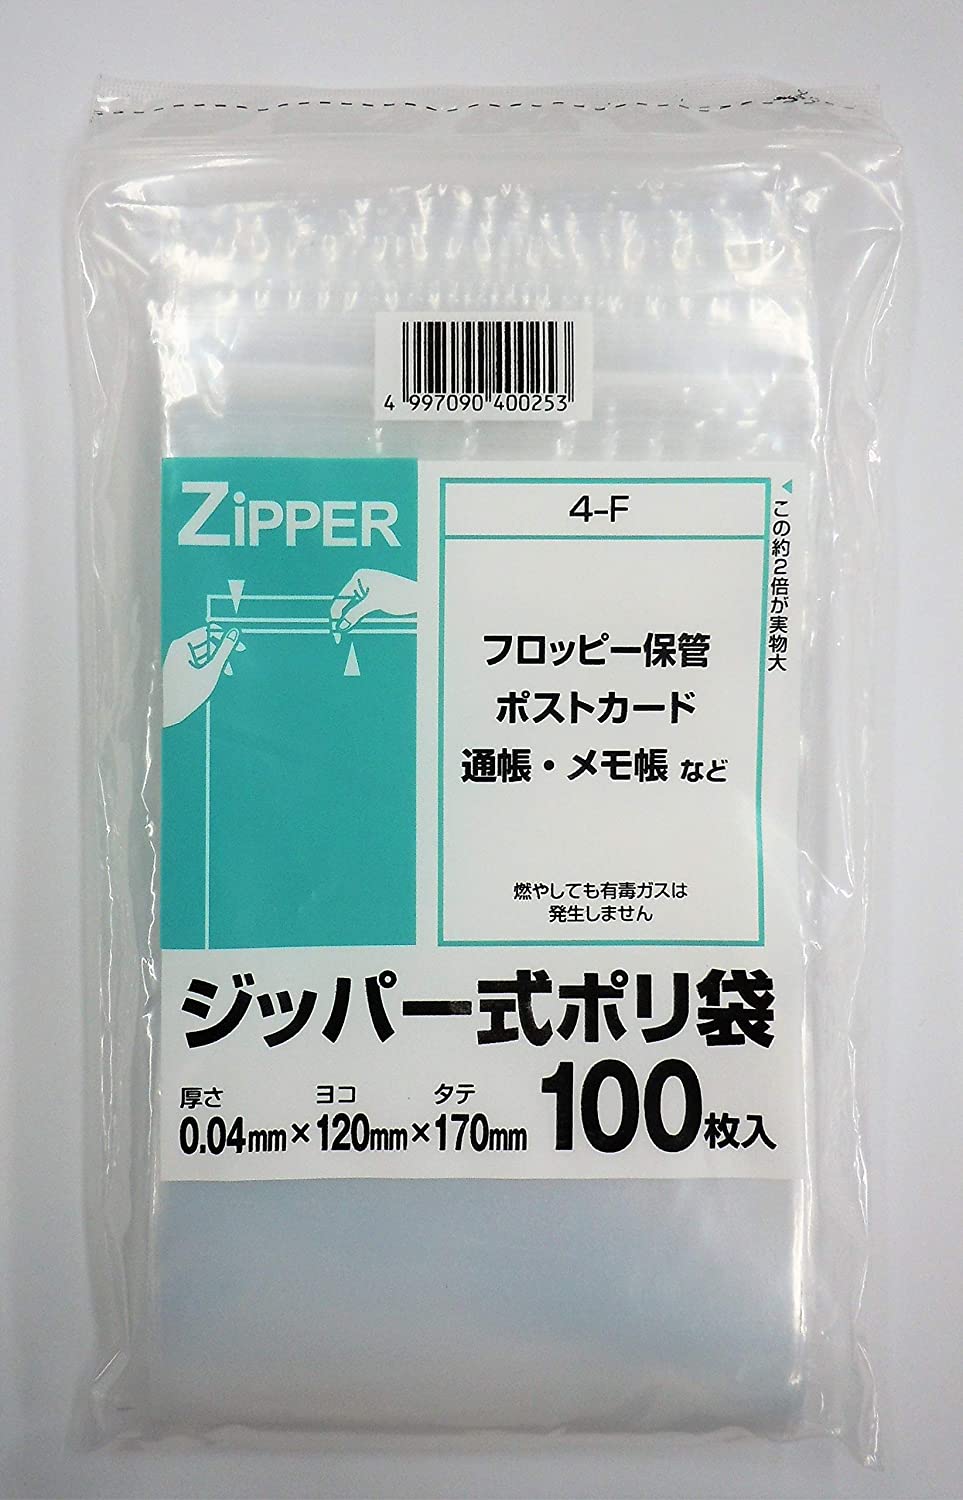 4 997090 400253
ZiPPER
4-F
◀この約2倍が実物大
フロッピー保管
ポストカード
通帳・メモ帳 など
燃やしても有毒ガスは
発生しません
ジッパー式ポリ袋
厚さ ヨコ タテ
0.04mm×120mm×170mm 100枚入